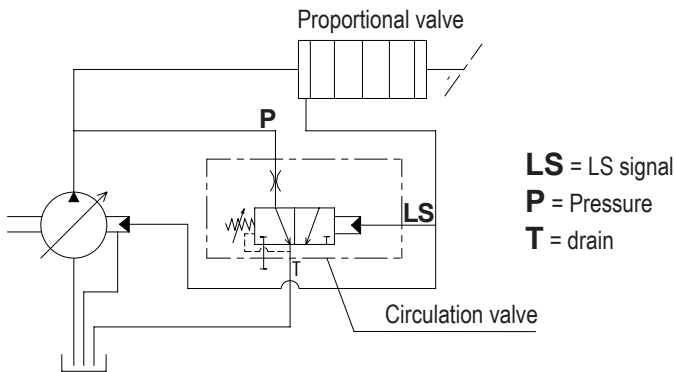 Proportional valve
P
LS
T
Circulation valve
LS = LS signal
P = Pressure
T = drain